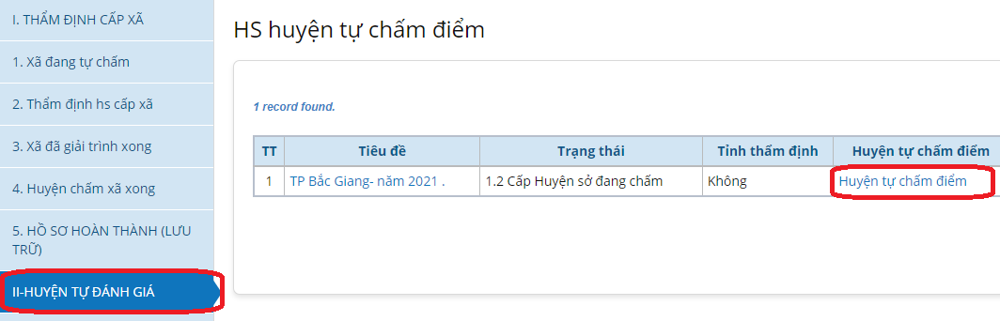 I. THẨM ĐỊNH CẤP XÃ
1. Xã đang tự chấm
2. Thẩm định hs cấp xã
3. Xã đã giải trình xong
4. Huyện chấm xã xong
5. HỒ SƠ HOÀN THÀNH (LƯU
TRỮ)
II-HUYỆN TỰ ĐÁNH GIÁ
HS huyện tự chấm điểm
1 record found.
TT Tiêu đề Trạng thái Tỉnh thẩm định Huyện tự chấm điểm
1 TP Bắc Giang- năm 2021 . 1.2 Cấp Huyện sở đang chấm Không Huyện tự chấm điểm